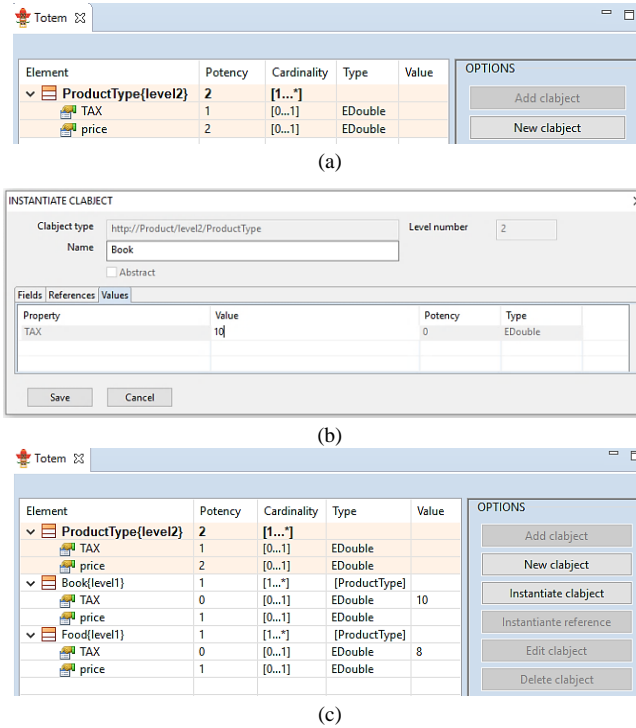 Totem
Element Potency Cardinality Type Value OPTIONS
ProductType{level2} 2 [1...*] Add clabject
TAX 1 [0...1] EDouble
price 2 [0...1] EDouble New clabject
(a)
INSTANTIATE CLABJECT
Clabject type http://Product/level2/ProductType Level number 2
Name Book
Abstract
Fields References Values
Property Value Potency Type
TAX 10 0 EDouble
Save Cancel
(b)
Totem
Element Potency Cardinality Type Value OPTIONS
ProductType{level2} 2 [1...*] Add clabject
TAX 1 [0...1] EDouble
price 2 [0...1] EDouble New clabject
Book{level1} 1 [1...*] [ProductType]
TAX 0 [0...1] EDouble 10 Instantiate clabject
price 1 [0...1] EDouble Instantiante reference
Food{level1} 1 [1...*] [ProductType]
TAX 0 [0...1] EDouble 8 Edit clabject
price 1 [0...1] EDouble Delete clabject
(c)